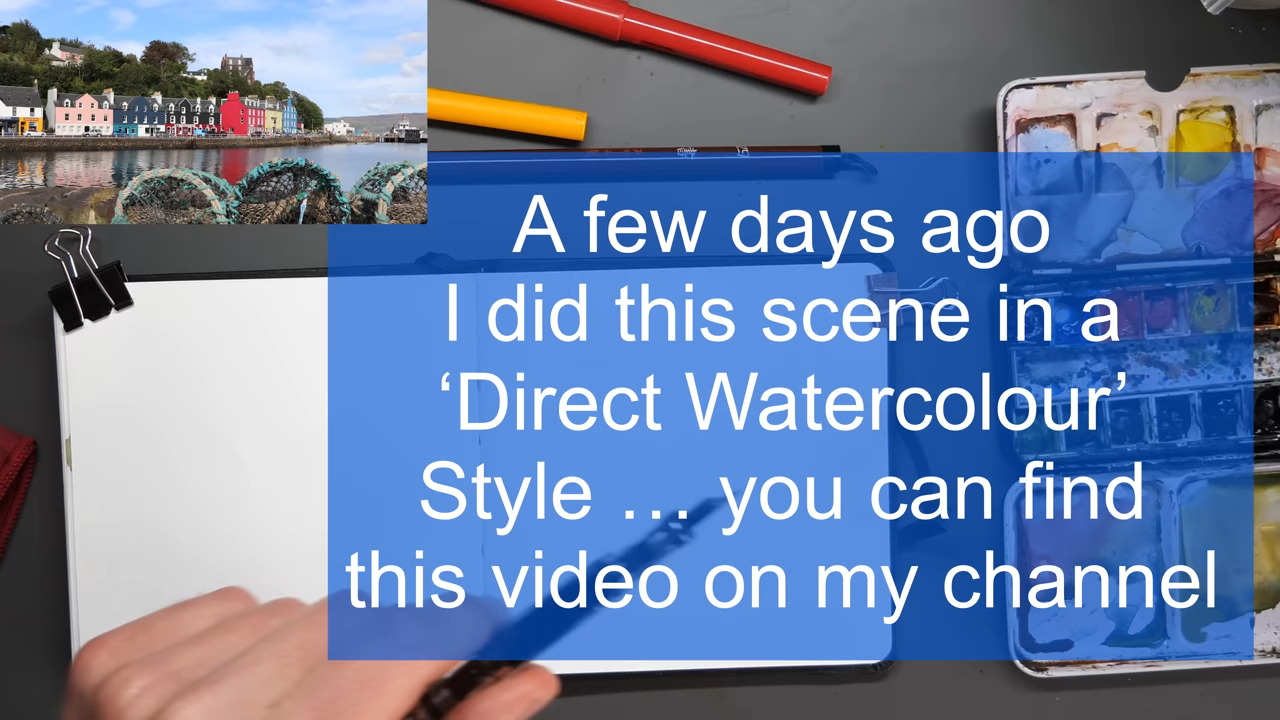 A few days ago
I did this scene in a
‘Direct Watercolour’
Style … you can find
this video on my channel